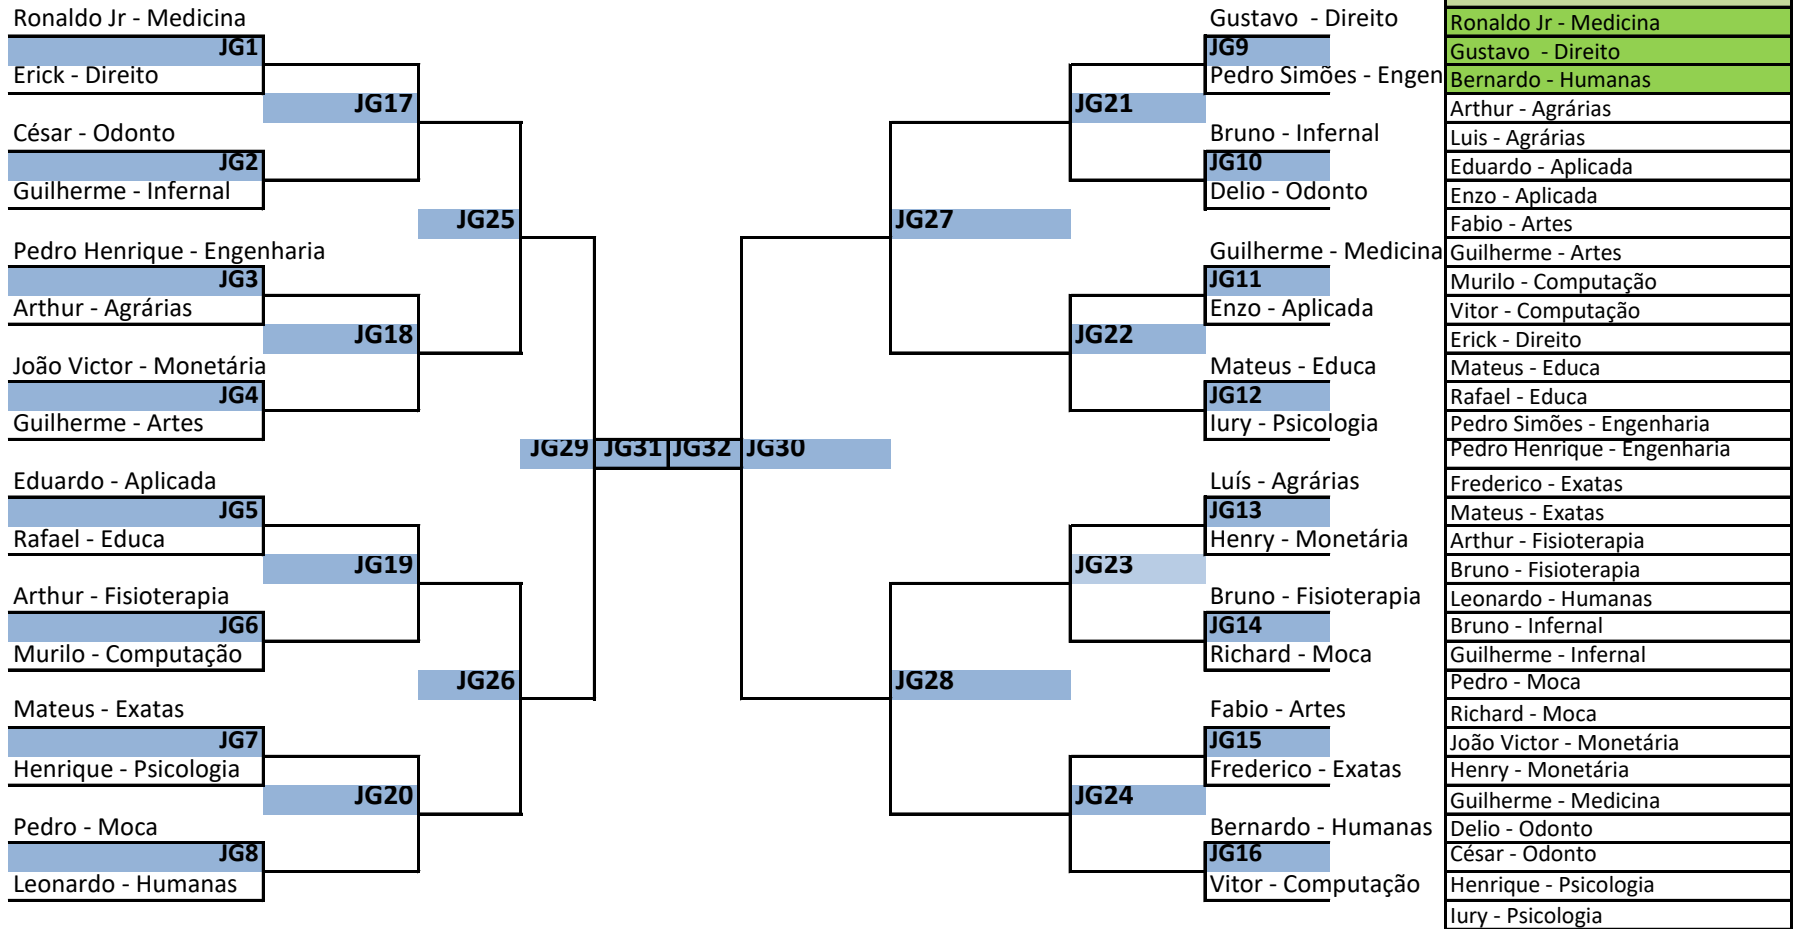 Ronaldo Jr - Medicina
JG1
Erick - Direito
JG17
César - Odonto
JG2
Guilherme - Infernal
JG25
Pedro Henrique - Engenharia
JG3
Arthur - Agrárias
JG18
João Victor - Monetária
JG4
Guilherme - Artes
JG29
JG31
JG32
JG30
Eduardo - Aplicada
JG5
Rafael - Educa
JG19
Arthur - Fisioterapia
JG6
Murilo - Computação
JG26
Mateus - Exatas
JG7
Henrique - Psicologia
JG20
Pedro - Moca
JG8
Leonardo - Humanas
Gustavo  - Direito
JG9
Pedro Simões - Engen
JG21
Bruno - Infernal
JG10
Delio - Odonto
JG27
Guilherme - Medicina
JG11
Enzo - Aplicada
JG22
Mateus - Educa
JG12
Iury - Psicologia
Luís - Agrárias
JG13
Henry - Monetária
JG23
Bruno - Fisioterapia
JG14
Richard - Moca
JG28
Fabio - Artes
JG15
Frederico - Exatas
JG24
Bernardo - Humanas
JG16
Vitor - Computação
Ronaldo Jr - Medicina
Gustavo  - Direito
Bernardo - Humanas
Arthur - Agrárias
Luis - Agrárias
Eduardo - Aplicada
Enzo - Aplicada
Fabio - Artes
Guilherme - Artes
Murilo - Computação
Vitor - Computação
Erick - Direito
Mateus - Educa
Rafael - Educa
Pedro Simões - Engenharia
Pedro Henrique - Engenharia
Frederico - Exatas
Mateus - Exatas
Arthur - Fisioterapia
Bruno - Fisioterapia
Leonardo - Humanas
Bruno - Infernal
Guilherme - Infernal
Pedro - Moca
Richard - Moca
João Victor - Monetária
Henry - Monetária
Guilherme - Medicina
Delio - Odonto
César - Odonto
Henrique - Psicologia
Iury - Psicologia